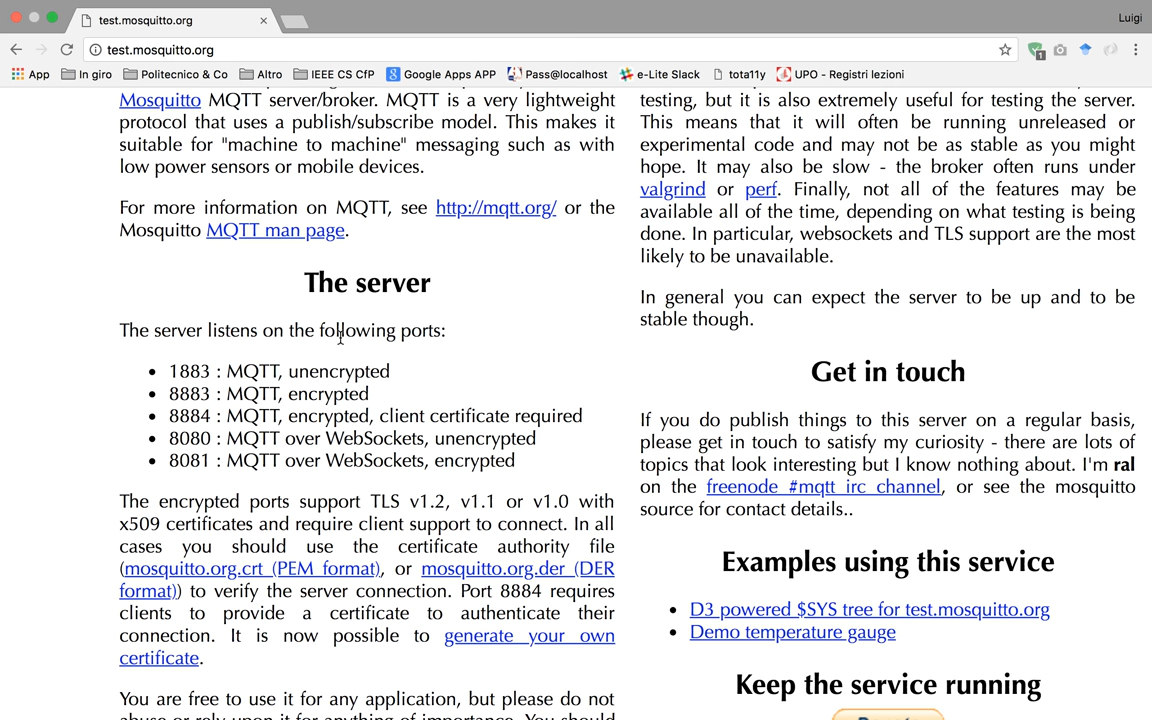 test.mosquitto.org
Luigi
test.mosquitto.org
1
App In giro Politecnico & Co Altro IEEE CS CfP Google Apps APP Pass@localhost e-Lite Slack tota11y UPO - Registri lezioni
Mosquitto MQTT server/broker. MQTT is a very lightweight
protocol that uses a publish/subscribe model. This makes it
suitable for "machine to machine" messaging such as with
low power sensors or mobile devices.
For more information on MQTT, see http://mqtt.org/ or the
Mosquitto MQTT man page.
The server
The server listens on the following ports:
• 1883 : MQTT, unencrypted
• 8883 : MQTT, encrypted
• 8884 : MQTT, encrypted, client certificate required
• 8080 : MQTT over WebSockets, unencrypted
• 8081 : MQTT over WebSockets, encrypted
The encrypted ports support TLS v1.2, v1.1 or v1.0 with
x509 certificates and require client support to connect. In all
cases you should use the certificate authority file
(mosquitto.org.crt (PEM format), or mosquitto.org.der (DER
format)) to verify the server connection. Port 8884 requires
clients to provide a certificate to authenticate their
connection. It is now possible to generate your own
certificate.
You are free to use it for any application, but please do not
abuse or rely upon it for anything of importance. You should
testing, but it is also extremely useful for testing the server.
This means that it will often be running unreleased or
experimental code and may not be as stable as you might
hope. It may also be slow - the broker often runs under
valgrind or perf. Finally, not all of the features may be
available all of the time, depending on what testing is being
done. In particular, websockets and TLS support are the most
likely to be unavailable.
In general you can expect the server to be up and to be
stable though.
Get in touch
If you do publish things to this server on a regular basis,
please get in touch to satisfy my curiosity - there are lots of
topics that look interesting but I know nothing about. I'm ral
on the freenode #mqtt irc channel, or see the mosquitto
source for contact details..
Examples using this service
• D3 powered $SYS tree for test.mosquitto.org
• Demo temperature gauge
Keep the service running